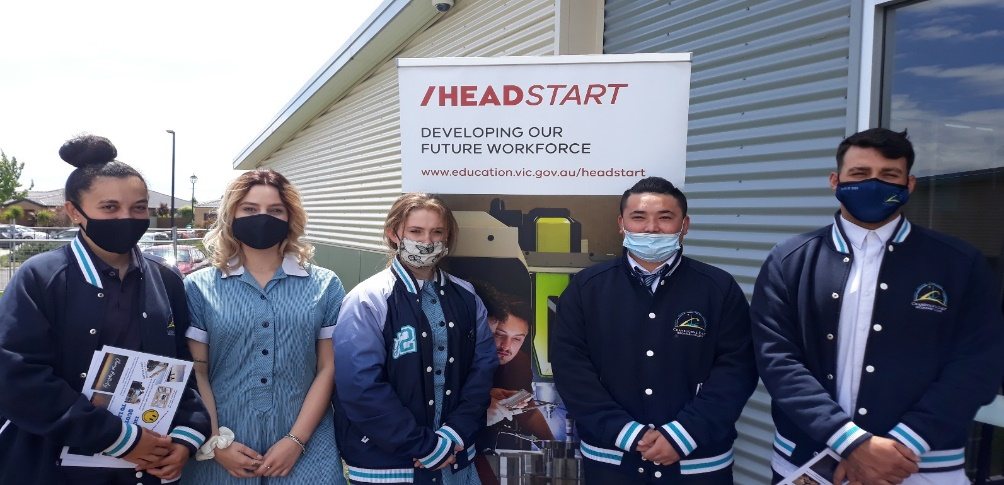 /HEADSTART
DEVELOPING OUR
FUTURE WORKFORCE
www.education.vic.gov.au/headstart